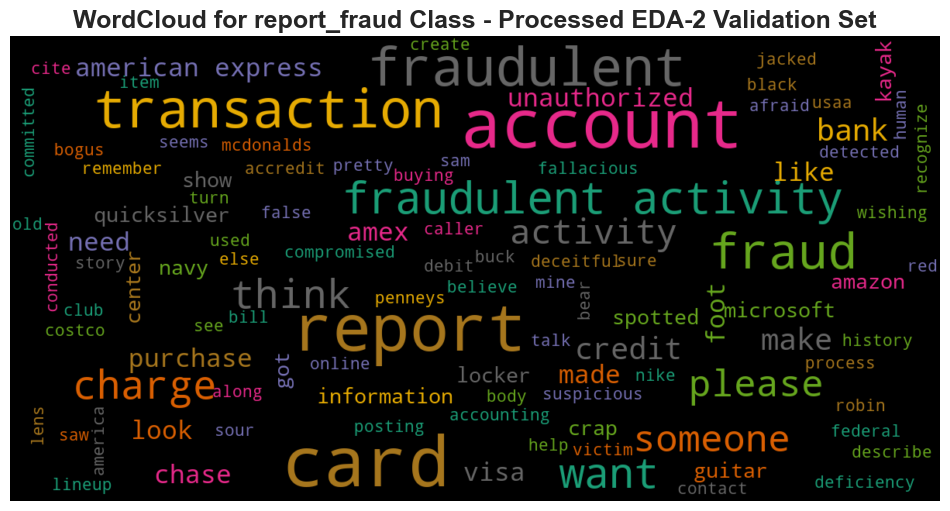 WordCloud for report_fraud Class - Processed EDA-2 Validation Set
create
cite
american express
fraudulent
jacked
kayak
item
black
committed
transaction
unauthorized
afraid
usaa
human
account
bank
recognize
bogus
seems
mcdonalds
detected
remember
accredit
pretty
sam
buying
fallacious
like
show
turn
fraudulent activity
old
quicksilver
false
wishing
conducted
need
used
amex
caller
activity
fraud
story
center
else
compromised
debit
buck
deceitful
sure
red
navy
think
believe
mine
bear
amazon
club
penneys
foot
costco
see
bill
report
spotted
microsoft
talk
credit
make
history
purchase
got
online
locker
made
nike
process
charge
along
information
body
suspicious
please
lens
america
accounting
robin
saw
look
sour
posting
crap
someone
federal
help
victim
describe
chase
card
visa
want
guitar
lineup
contact
deficiency